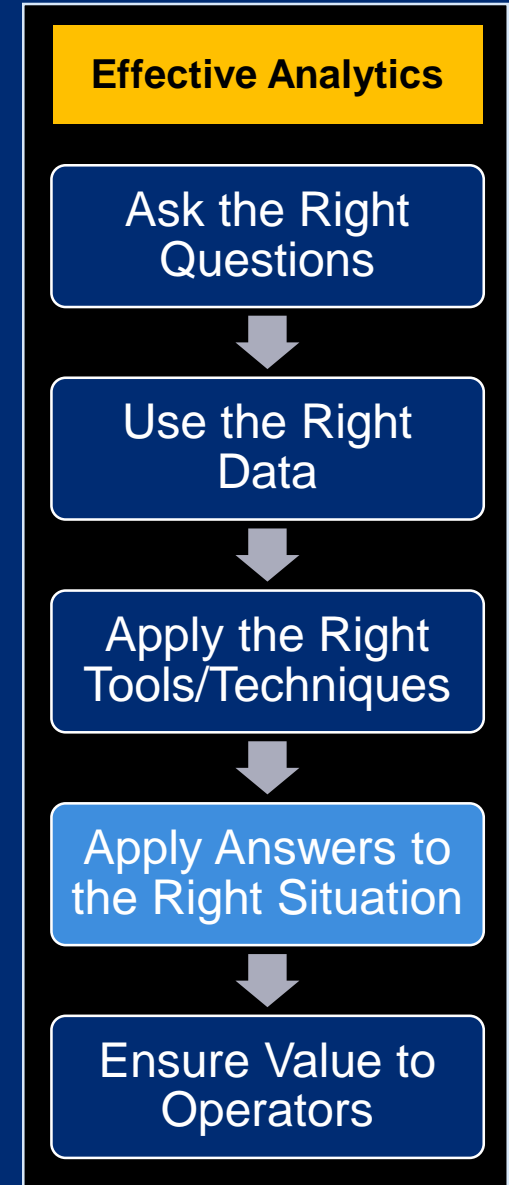 Effective Analytics
Ask the Right
Questions
Use the Right
Data
Apply the Right
Tools/Techniques
Apply Answers to
the Right Situation
Ensure Value to
Operators